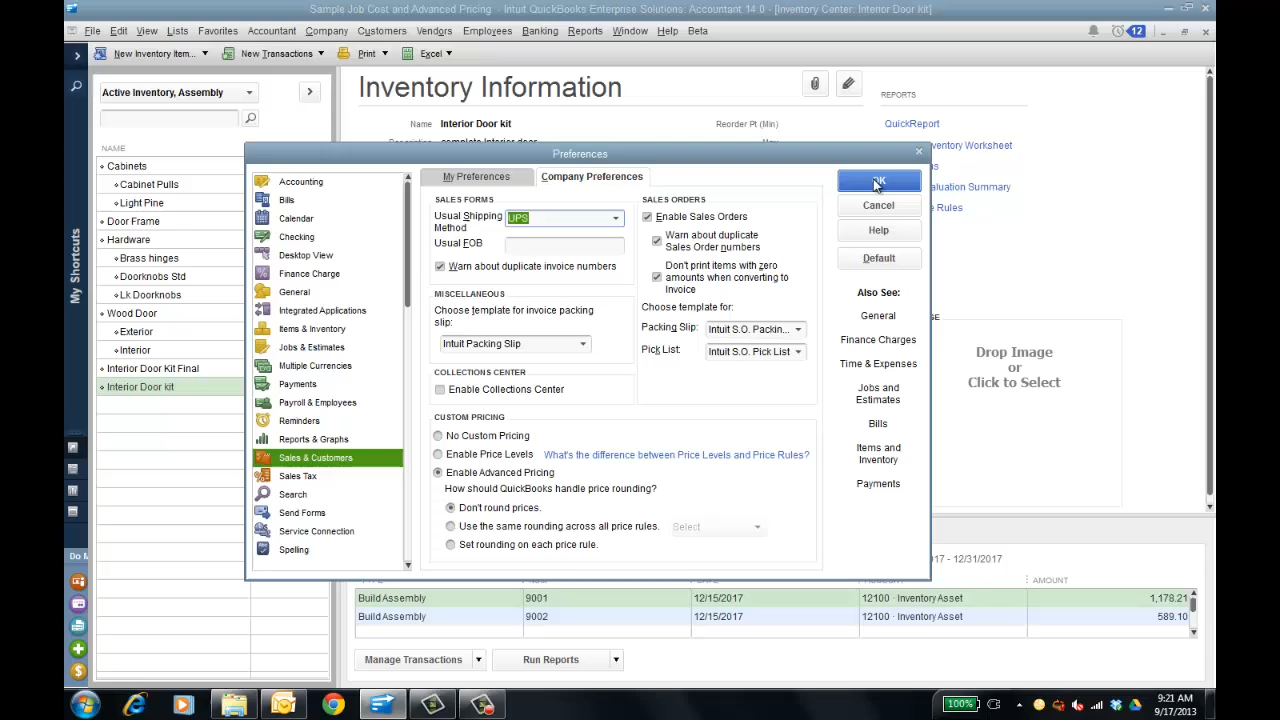 Sample Job Cost and Advanced Pricing - Intuit QuickBooks Enterprise Solutions: Accountant 14.0 - [Inventory Center: Interior Door kit]
File Edit View Lists Favorites Accountant Company Customers Vendors Employees Banking Reports Window Help Beta
12
New Inventory Item... New Transactions Print Excel
Active Inventory, Assembly
NAME
Cabinets
Cabinet Pulls
Light Pine
Door Frame
Hardware
Brass hinges
Doorknobs Std
Lk Doorknobs
Wood Door
Exterior
Interior
Interior Door Kit Final
Interior Door kit
My Shortcuts
Inventory Information
Name Interior Door kit
Reorder Pt (Min)
REPORTS
QuickReport
Preferences
My Preferences Company Preferences
Accounting
Bills
Calendar
Checking
Desktop View
Finance Charge
General
Integrated Applications
Items & Inventory
Jobs & Estimates
Multiple Currencies
Payments
Payroll & Employees
Reminders
Reports & Graphs
Sales & Customers
Sales Tax
Search
Send Forms
Service Connection
Spelling
SALES FORMS
Usual Shipping Method UPS
Usual FOB
Warn about duplicate invoice numbers
MISCELLANEOUS
Choose template for invoice packing
slip:
Intuit Packing Slip
COLLECTIONS CENTER
Enable Collections Center
SALES ORDERS
Enable Sales Orders
Warn about duplicate
Sales Order numbers
Don't print items with zero
amounts when converting to
Invoice
Choose template for:
Packing Slip: Intuit S.O. Packin...
Pick List: Intuit S.O. Pick List
CUSTOM PRICING
No Custom Pricing
Enable Price Levels What's the difference between Price Levels and Price Rules?
Enable Advanced Pricing
How should QuickBooks handle price rounding?
Don't round prices.
Use the same rounding across all price rules. Select
Set rounding on each price rule.
OK
Cancel
Help
Default
Also See:
General
Finance Charges
Time & Expenses
Jobs and
Estimates
Bills
Items and
Inventory
Payments
Drop Image
or
Click to Select
12/31/2017
AMOUNT
Build Assembly 9001 12/15/2017 12100 · Inventory Asset 1,178.21
Build Assembly 9002 12/15/2017 12100 · Inventory Asset 589.10
Manage Transactions Run Reports
100%
9:21 AM
9/17/2013